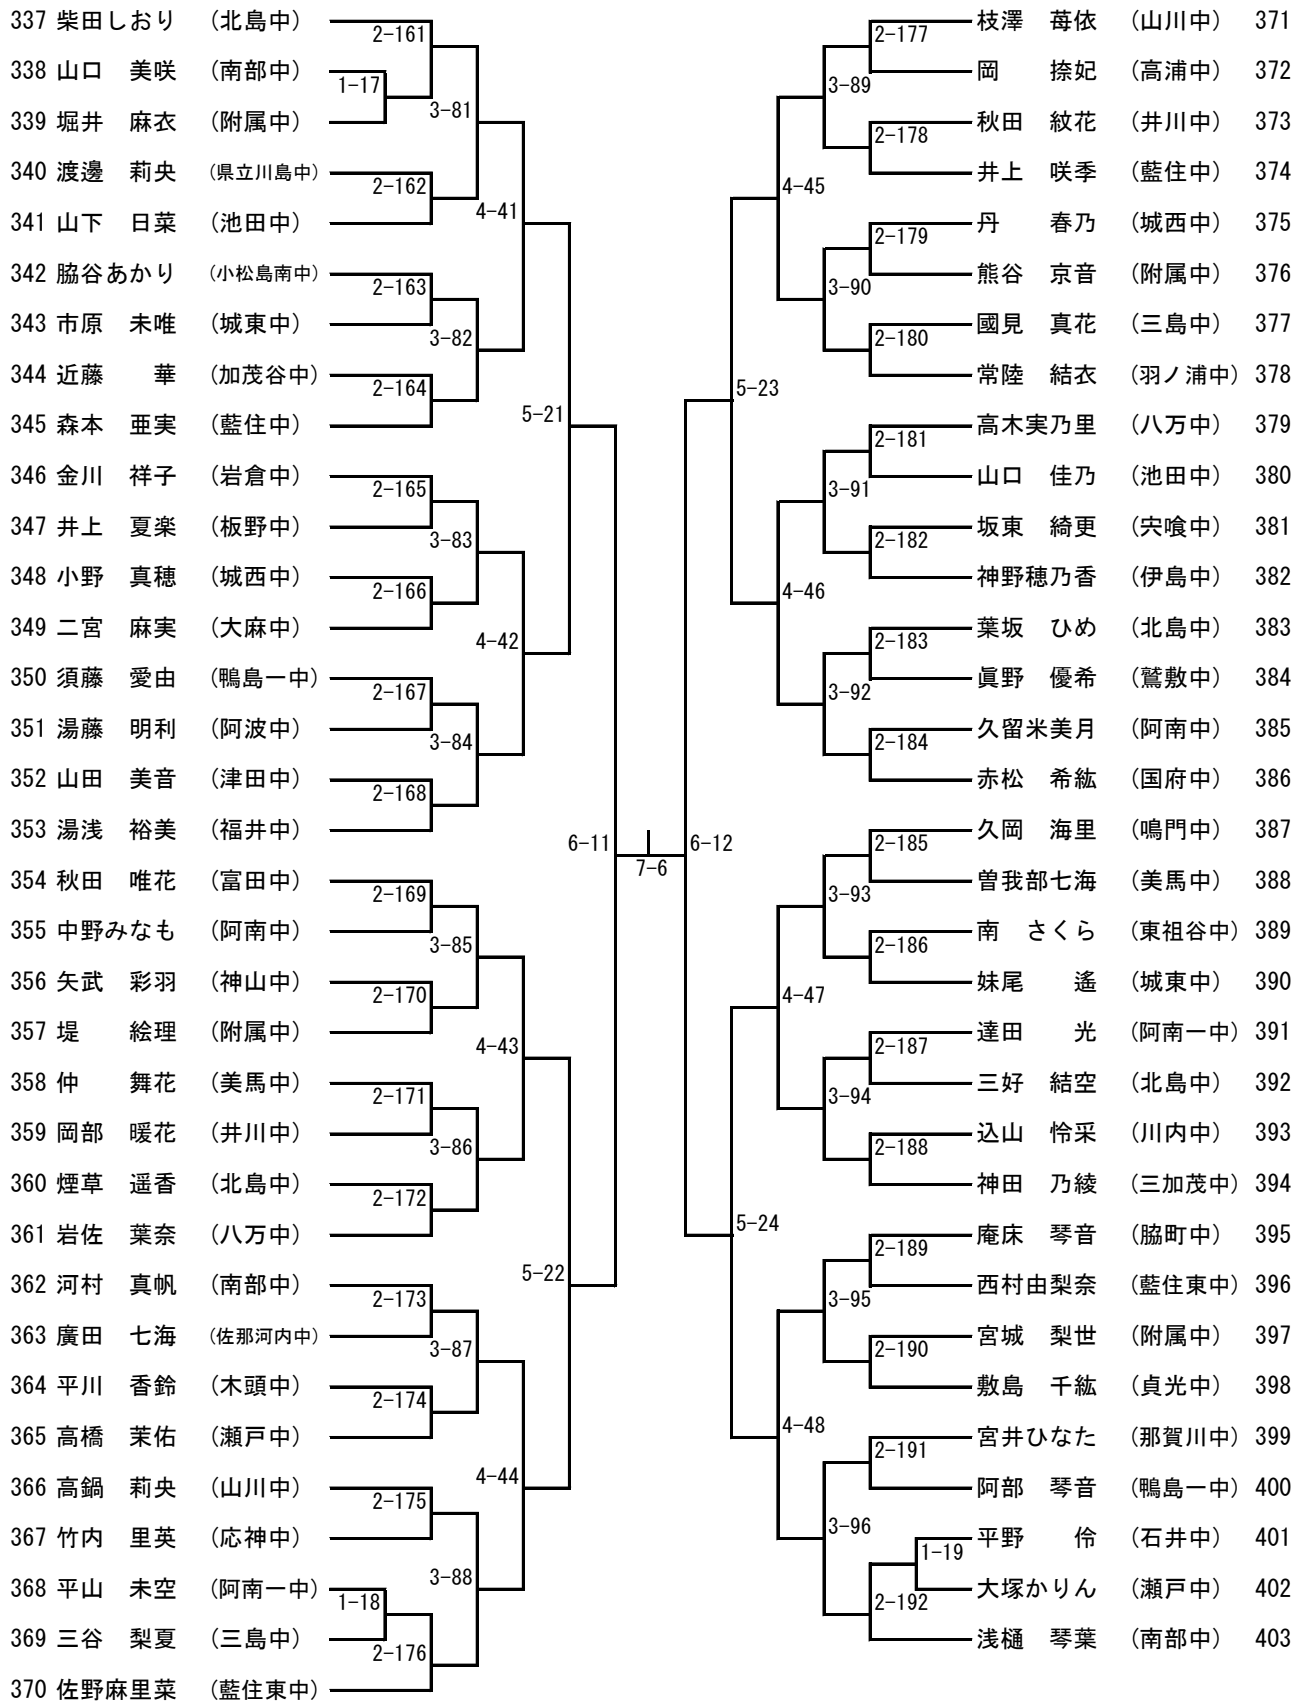 337 柴田しおり (北島中)
338 山口 美咲 (南部中)
339 堀井 麻衣 (附属中)
340 渡邊 莉央 (県立川島中)
341 山下 日菜 (池田中)
342 脇谷あかり (小松島南中)
343 市原 未唯 (城東中)
344 近藤 華 (加茂谷中)
345 森本 亜実 (藍住中)
346 金川 祥子 (岩倉中)
347 井上 夏楽 (板野中)
348 小野 真穂 (城西中)
349 二宮 麻実 (大麻中)
350 須藤 愛由 (鴨島一中)
351 湯藤 明利 (阿波中)
352 山田 美音 (津田中)
353 湯浅 裕美 (福井中)
354 秋田 唯花 (富田中)
355 中野みなも (阿南中)
356 矢武 彩羽 (神山中)
357 堤 絵理 (附属中)
358 仲 舞花 (美馬中)
359 岡部 暖花 (井川中)
360 煙草 遥香 (北島中)
361 岩佐 葉奈 (八万中)
362 河村 真帆 (南部中)
363 廣田 七海 (佐那河内中)
364 平川 香鈴 (木頭中)
365 高橋 茉佑 (瀬戸中)
366 高鍋 莉央 (山川中)
367 竹内 里英 (応神中)
368 平山 未空 (阿南一中)
369 三谷 梨夏 (三島中)
370 佐野麻里菜 (藍住東中)
1-17
1-18
2-161
2-162
2-163
2-164
2-165
2-166
2-167
2-168
2-169
2-170
2-171
2-172
2-173
2-174
2-175
2-176
3-81
3-82
3-83
3-84
3-85
3-86
3-87
3-88
4-41
4-42
4-43
4-44
5-21
5-22
6-11
7-6
6-12
5-23
5-24
4-45
4-46
4-47
4-48
3-89
3-90
3-91
3-92
3-93
3-94
3-95
3-96
2-177
2-178
2-179
2-180
2-181
2-182
2-183
2-184
2-185
2-186
2-187
2-188
2-189
2-190
2-191
2-192
1-19
枝澤 苺依 (山川中) 371
岡 捺妃 (高浦中) 372
秋田 紋花 (井川中) 373
井上 咲季 (藍住中) 374
丹 春乃 (城西中) 375
熊谷 京音 (附属中) 376
國見 真花 (三島中) 377
常陸 結衣 (羽ノ浦中) 378
高木実乃里 (八万中) 379
山口 佳乃 (池田中) 380
坂東 綺更 (宍喰中) 381
神野穂乃香 (伊島中) 382
葉坂 ひめ (北島中) 383
眞野 優希 (鷲敷中) 384
久留米美月 (阿南中) 385
赤松 希紘 (国府中) 386
久岡 海里 (鳴門中) 387
曽我部七海 (美馬中) 388
南 さくら (東祖谷中) 389
妹尾 遙 (城東中) 390
達田 光 (阿南一中) 391
三好 結空 (北島中) 392
込山 怜采 (川内中) 393
神田 乃綾 (三加茂中) 394
庵床 琴音 (脇町中) 395
西村由梨奈 (藍住東中) 396
宮城 梨世 (附属中) 397
敷島 千紘 (貞光中) 398
宮井ひなた (那賀川中) 399
阿部 琴音 (鴨島一中) 400
平野 伶 (石井中) 401
大塚かりん (瀬戸中) 402
浅樋 琴葉 (南部中) 403